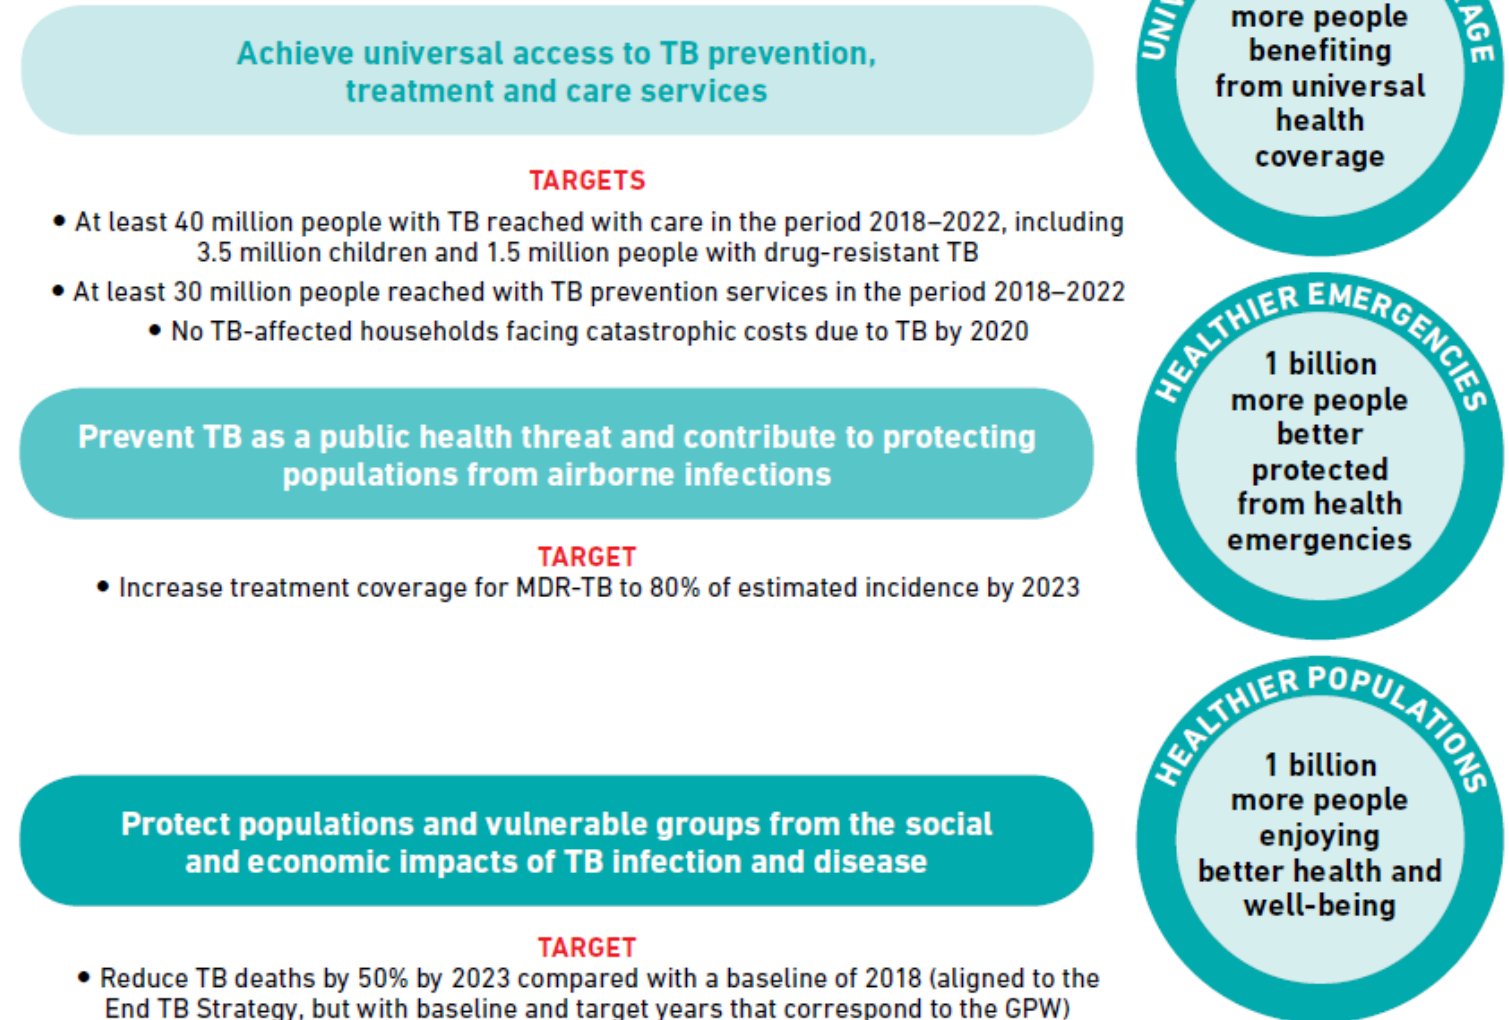 Achieve universal access to TB prevention,
treatment and care services
TARGETS
• At least 40 million people with TB reached with care in the period 2018–2022, including
3.5 million children and 1.5 million people with drug-resistant TB
• At least 30 million people reached with TB prevention services in the period 2018–2022
• No TB-affected households facing catastrophic costs due to TB by 2020
more people
benefiting
from universal
health
coverage
Prevent TB as a public health threat and contribute to protecting
populations from airborne infections
TARGET
• Increase treatment coverage for MDR-TB to 80% of estimated incidence by 2023
HEALTHIER EMERGENCIES
1 billion
more people
better
protected
from health
emergencies
Protect populations and vulnerable groups from the social
and economic impacts of TB infection and disease
TARGET
• Reduce TB deaths by 50% by 2023 compared with a baseline of 2018 (aligned to the
End TB Strategy, but with baseline and target years that correspond to the GPW)
HEALTHIER POPULATIONS
1 billion
more people
enjoying
better health and
well-being